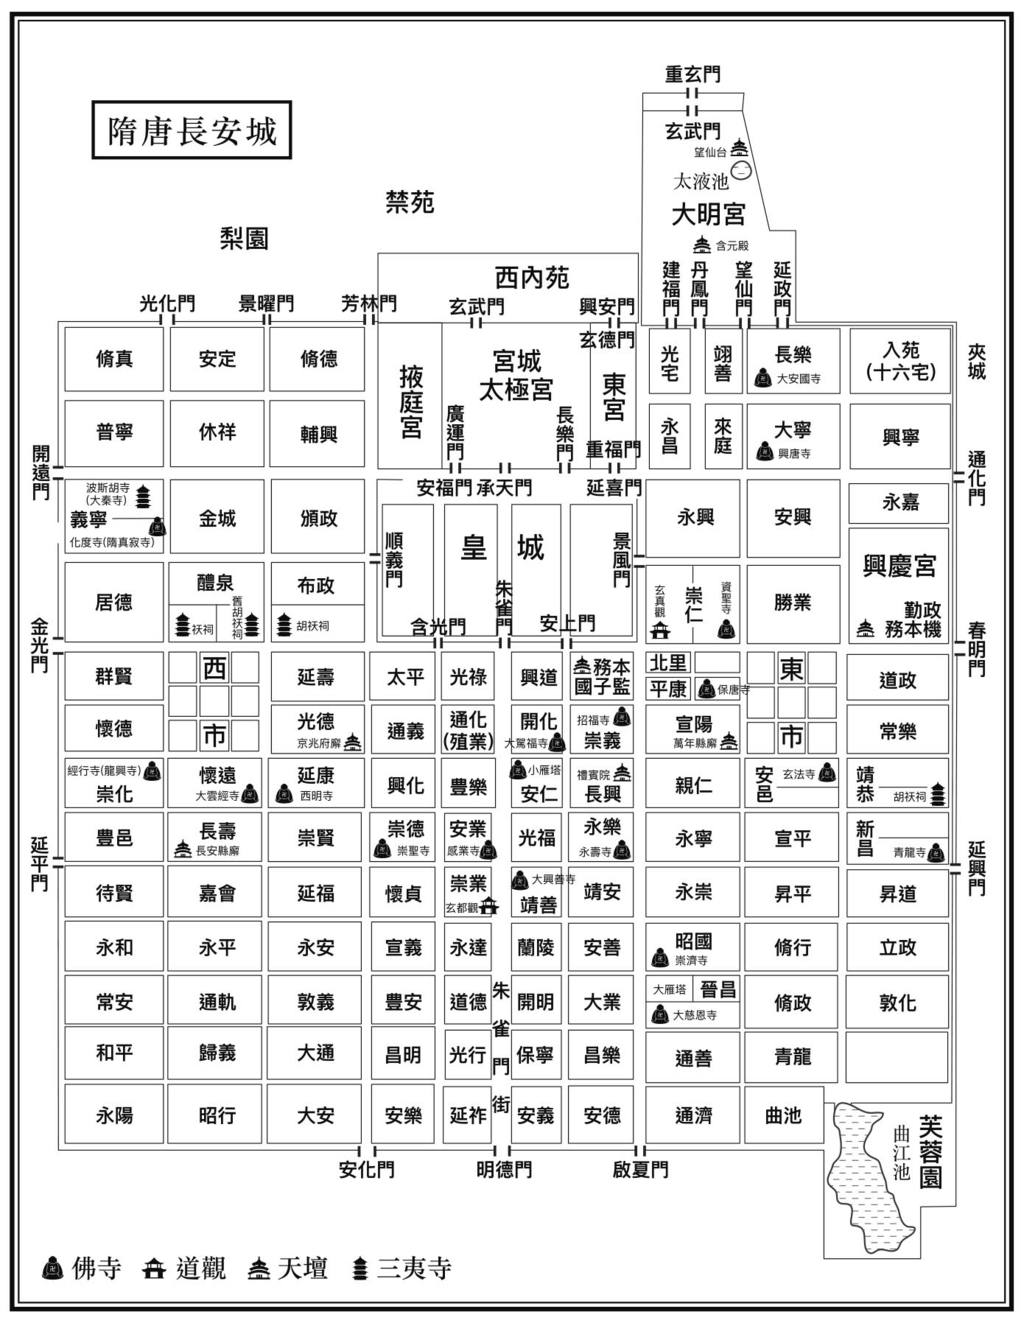 隋唐長安城
重玄門
玄武門
望仙台
太液池
大明宮
含元殿
建福門
丹鳳門
望仙門
延政門
禁苑
梨園
西內苑
光化門
景曜門
芳林門
玄武門
興安門
玄德門
脩真
安定
脩德
掖庭宮
宮城
太極宮
東宮
光宅
翊善
長樂
大安國寺
入苑
(十六宅)
夾城
普寧
休祥
輔興
廣運門
長樂門
重福門
永昌
來庭
大寧
興唐寺
興寧
開遠門
通化門
安福門
承天門
延喜門
波斯胡寺
(大秦寺)
義寧
化度寺(隋真寂寺)
金城
頒政
順義門
皇城
景風門
永興
安興
永嘉
興慶宮
勤政
務本機
居德
醴泉
祆祠
舊胡祆祠
布政
胡祆祠
朱雀門
含光門
安上門
玄真觀
崇仁
資聖寺
勝業
金光門
春明門
群賢
西市
延壽
太平
光祿
興道
務本
國子監
北里
平康
保唐寺
東市
道政
懷德
光德
京兆府廨
通義
通化
(殖業)
開化
大薦福寺
招福寺
崇義
宣陽
萬年縣廨
常樂
經行寺(龍興寺)
崇化
懷遠
大雲經寺
延康
西明寺
興化
豊樂
小雁塔
安仁
禮賓院
長興
親仁
安邑
玄法寺
靖恭
胡祆祠
延平門
豊邑
長壽
長安縣廨
崇賢
崇德
崇聖寺
安業
感業寺
光福
永樂
永壽寺
永寧
宣平
新昌
青龍寺
延興門
待賢
嘉會
延福
懷貞
崇業
玄都觀
大興善寺
靖善
靖安
永崇
昇平
昇道
永和
永平
永安
宣義
永達
蘭陵
安善
昭國
崇濟寺
脩行
立政
常安
通軌
敦義
豊安
道德
朱雀門街
開明
大業
大雁塔
晉昌
大慈恩寺
脩政
敦化
和平
歸義
大通
昌明
光行
保寧
昌樂
通善
青龍
永陽
昭行
大安
安樂
延祚
安義
安德
通濟
曲池
芙蓉園
曲江池
安化門
明德門
啟夏門
佛寺
道觀
天壇
三夷寺